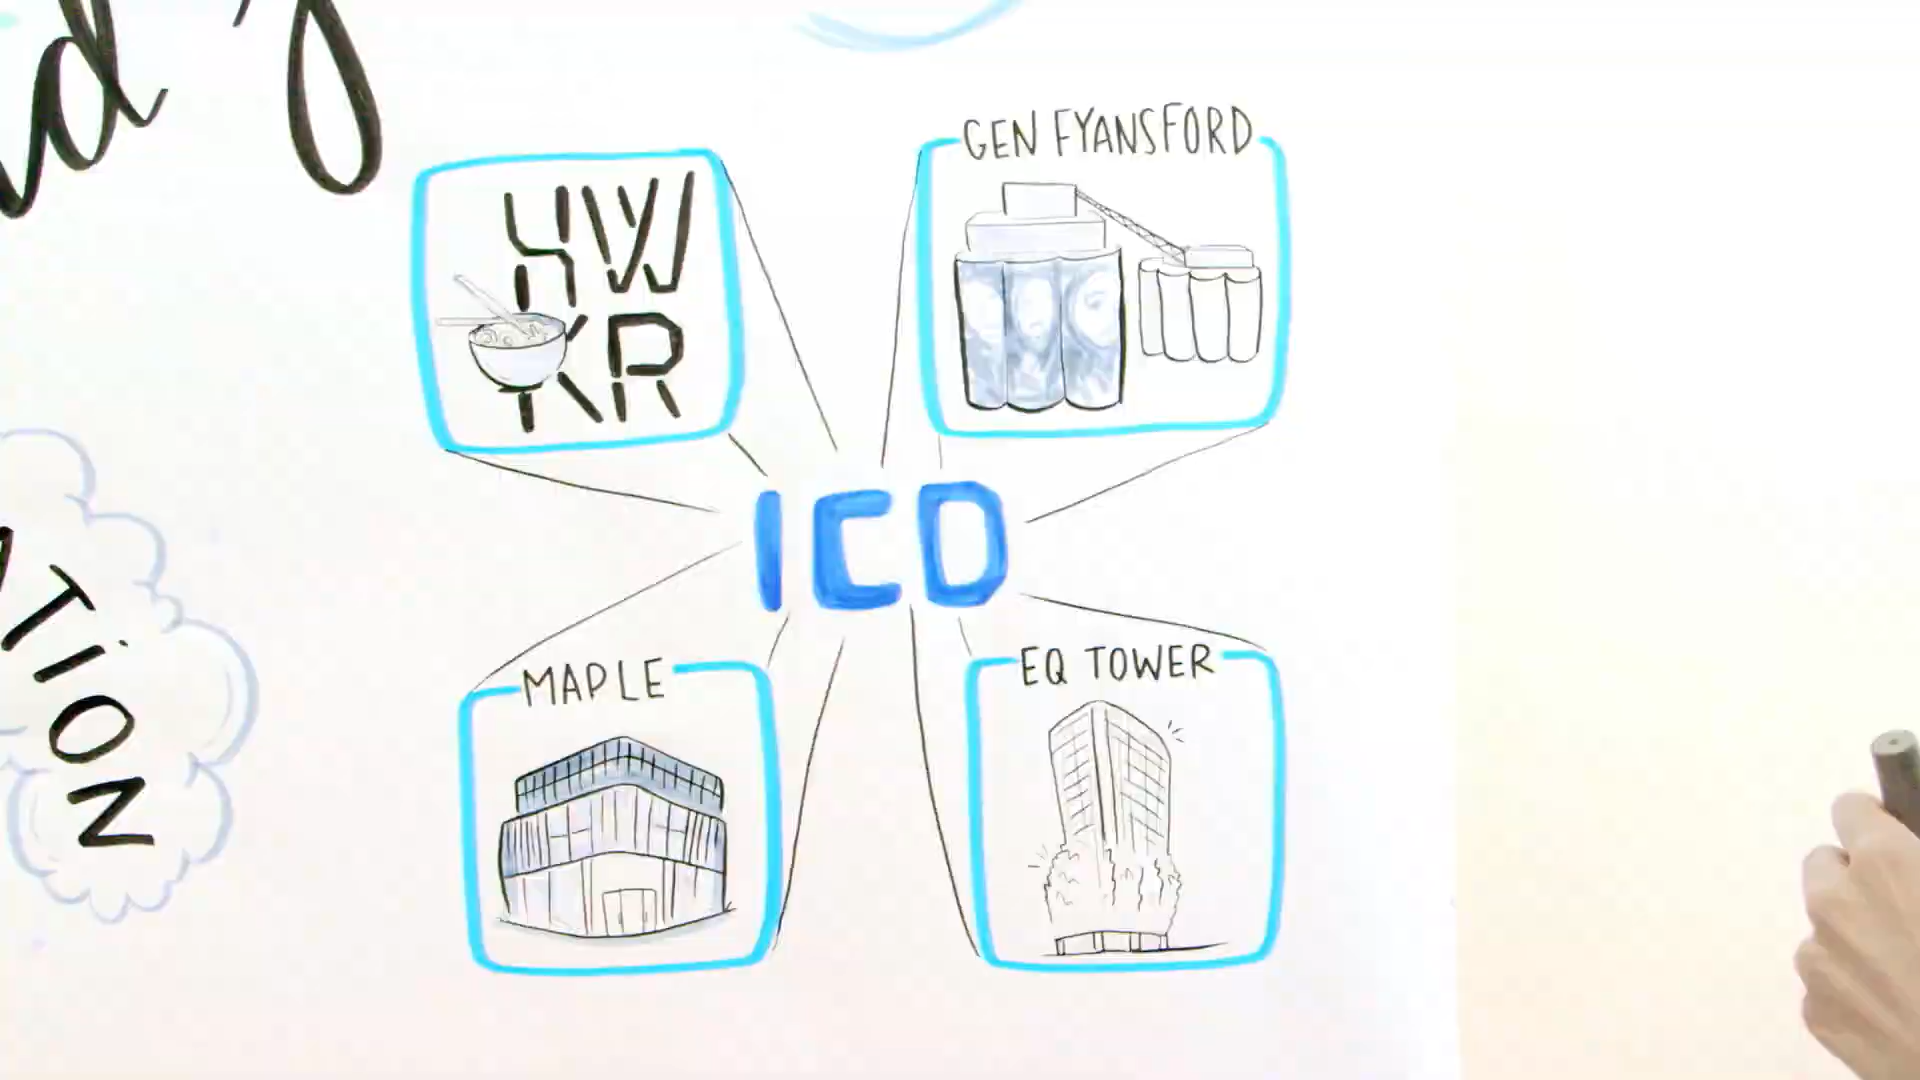 GEN FYANSFORD
HW
KR
ICD
MAPLE
EQ TOWER
TiON